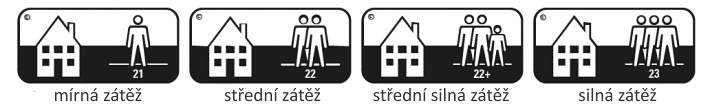 © © © ©
21 22 22+ 23
mírná zátěž střední zátěž střední silná zátěž silná zátěž